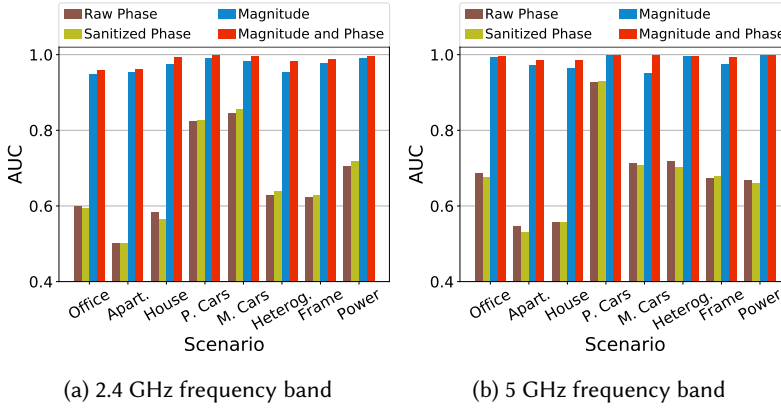 Raw Phase
Sanitized Phase
Magnitude
Magnitude and Phase
1.0
0.8
0.6
0.4
AUC
Office
Apart.
House
P. Cars
M. Cars
Heterog.
Frame
Power
Scenario
(a) 2.4 GHz frequency band
Raw Phase
Sanitized Phase
Magnitude
Magnitude and Phase
1.0
0.8
0.6
0.4
AUC
Office
Apart.
House
P. Cars
M. Cars
Heterog.
Frame
Power
Scenario
(b) 5 GHz frequency band